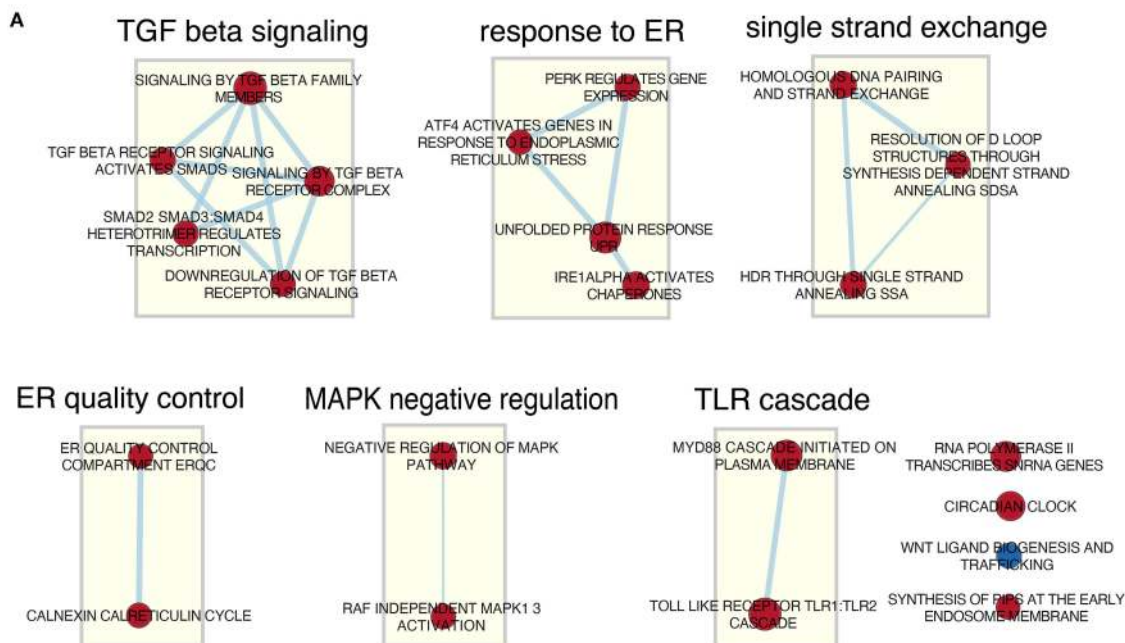 A
TGF beta signaling
SIGNALING BY TGF BETA FAMILY
MEMBERS
TGF BETA RECEPTOR SIGNALING
ACTIVATES SMADS
SIGNALING BY TGF BETA
RECEPTOR COMPLEX
SMAD2 SMAD3:SMAD4
HETEROTRIMER REGULATES
TRANSCRIPTION
DOWNREGULATION OF TGF BETA
RECEPTOR SIGNALING
response to ER
PERK REGULATES GENE
EXPRESSION
ATF4 ACTIVATES GENES IN
RESPONSE TO ENDOPLASMIC
RETICULUM STRESS
UNFOLDED PROTEIN RESPONSE
UPR
IRE1ALPHA ACTIVATES
CHAPERONES
single strand exchange
HOMOLOGOUS DNA PAIRING
AND STRAND EXCHANGE
RESOLUTION OF D LOOP
STRUCTURES THROUGH
SYNTHESIS DEPENDENT STRAND
ANNEALING SDSA
HDR THROUGH SINGLE STRAND
ANNEALING SSA
ER quality control
ER QUALITY CONTROL
COMPARTMENT ERQC
CALNEXIN CALRETICULIN CYCLE
MAPK negative regulation
NEGATIVE REGULATION OF MAPK
PATHWAY
RAF INDEPENDENT MAPK1 3
ACTIVATION
TLR cascade
MYD88 CASCADE INITIATED ON
PLASMA MEMBRANE
TOLL LIKE RECEPTOR TLR1:TLR2
CASCADE
RNA POLYMERASE II
TRANSCRIBES SNRNA GENES
CIRCADIAN CLOCK
WNT LIGAND BIOGENESIS AND
TRAFFICKING
SYNTHESIS OF PIPS AT THE EARLY
ENDOSOME MEMBRANE